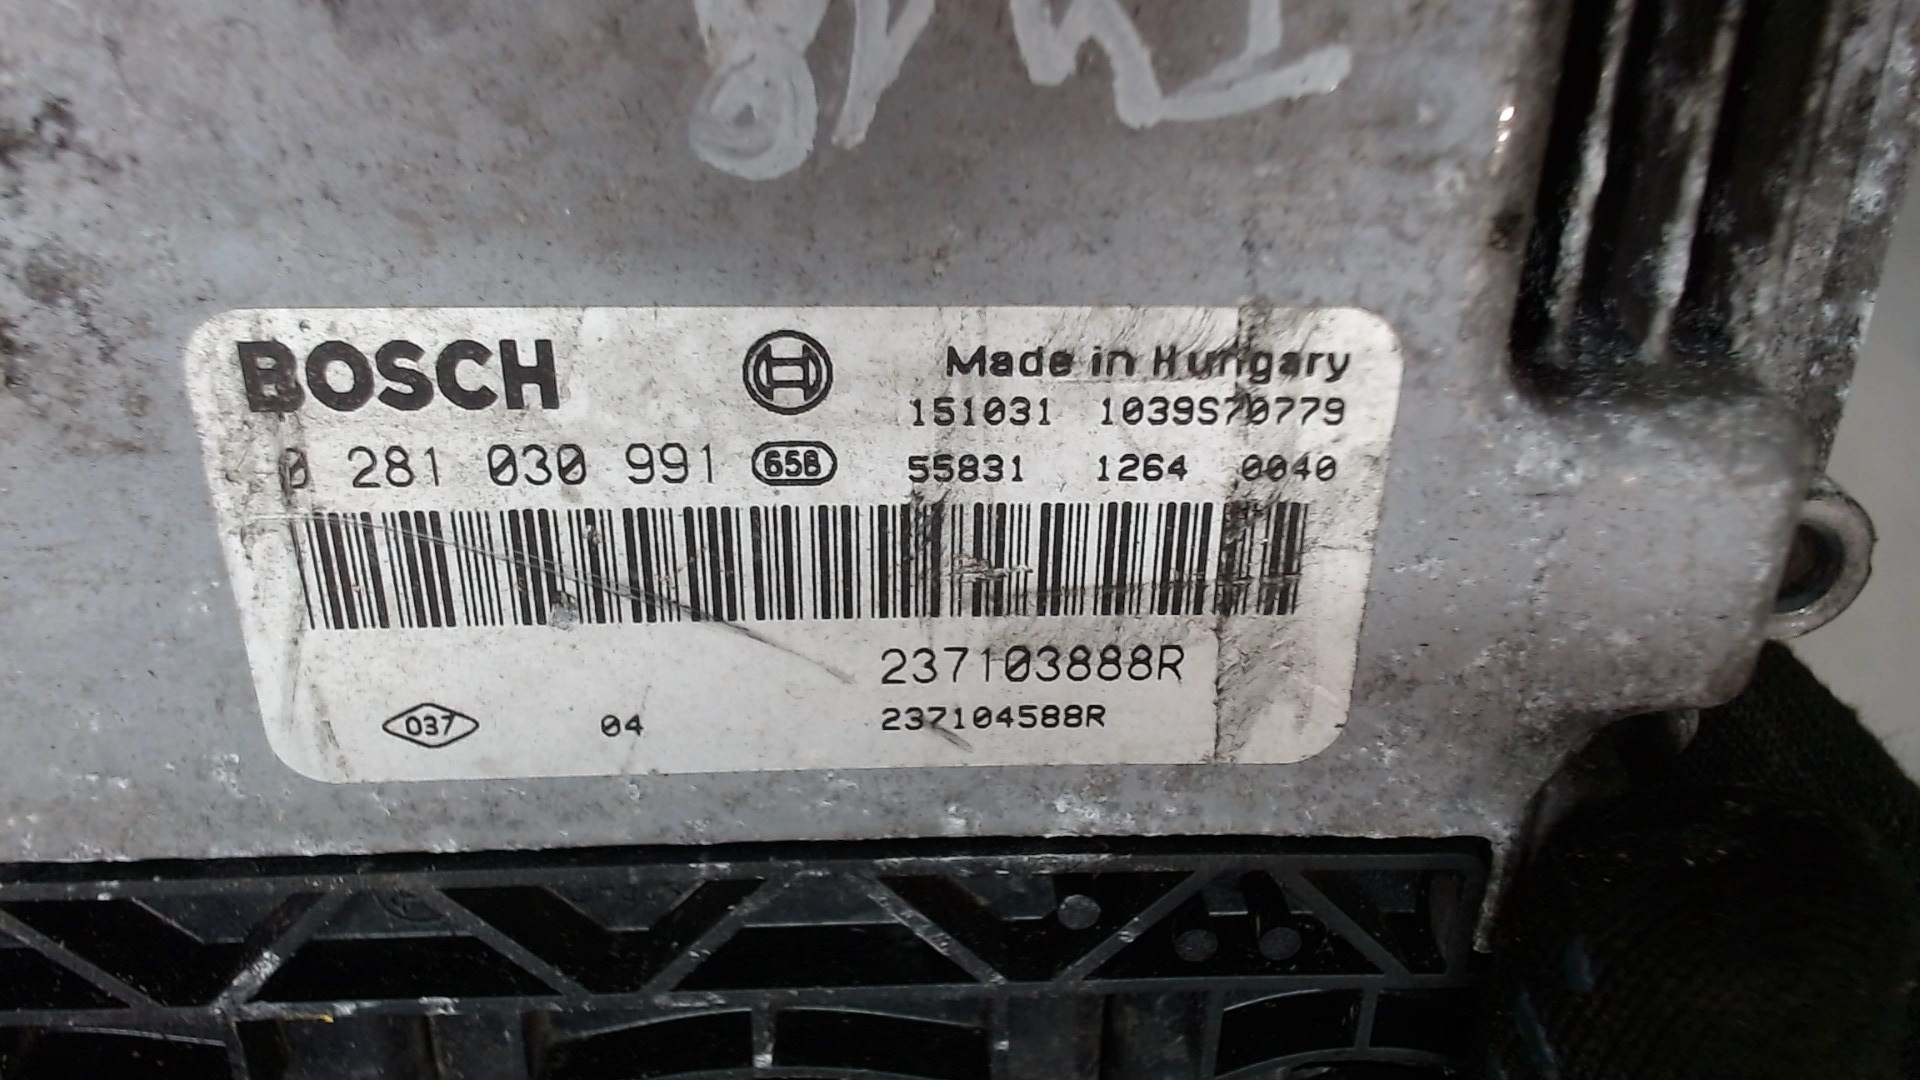 BOSCH
Made in Hungary
151031 1039S70779
0 281 030 991 658 55831 1264 0040
237103888R
037 04 237104588R